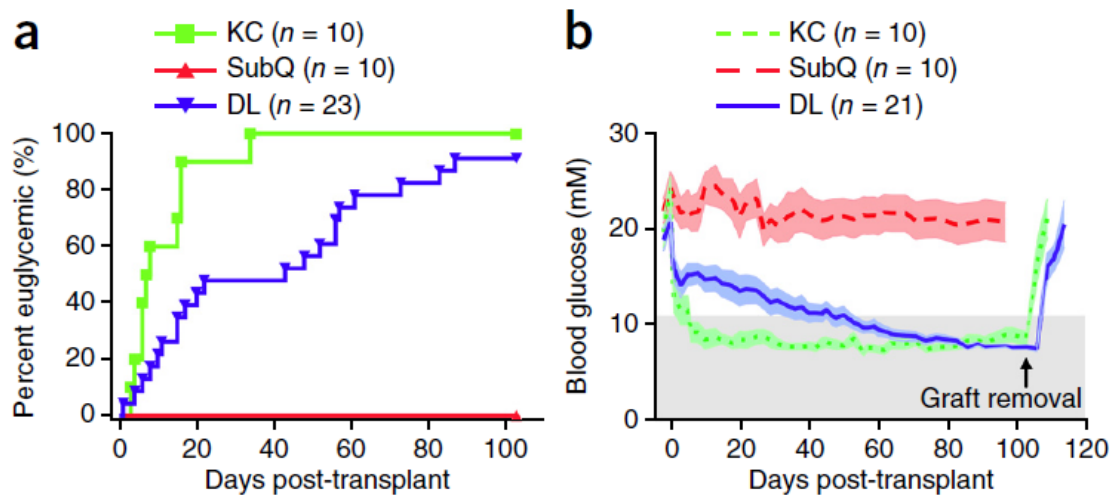 a
KC (n = 10)
SubQ (n = 10)
DL (n = 23)
Percent euglycemic (%)
100
80
60
40
20
0
0 20 40 60 80 100
Days post-transplant
b
KC (n = 10)
SubQ (n = 10)
DL (n = 21)
Blood glucose (mM)
30
20
10
0
Graft removal
0 20 40 60 80 100 120
Days post-transplant